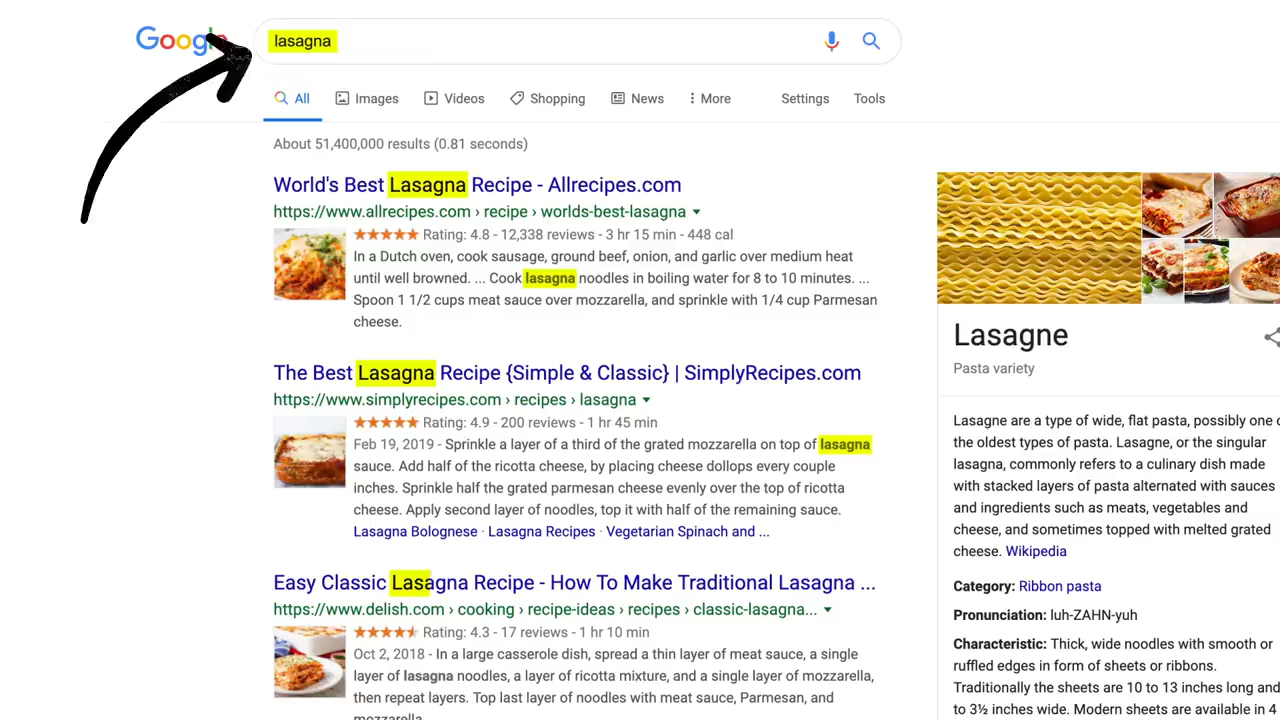 Google
lasagna
All Images Videos Shopping News More Settings Tools
About 51,400,000 results (0.81 seconds)
World's Best Lasagna Recipe - Allrecipes.com
https://www.allrecipes.com › recipe › worlds-best-lasagna
Rating: 4.8 - 12,338 reviews - 3 hr 15 min - 448 cal
In a Dutch oven, cook sausage, ground beef, onion, and garlic over medium heat
until well browned. ... Cook lasagna noodles in boiling water for 8 to 10 minutes. ...
Spoon 1 1/2 cups meat sauce over mozzarella, and sprinkle with 1/4 cup Parmesan
cheese.
The Best Lasagna Recipe {Simple & Classic} | SimplyRecipes.com
https://www.simplyrecipes.com › recipes › lasagna
Rating: 4.9 - 200 reviews - 1 hr 45 min
Feb 19, 2019 - Sprinkle a layer of a third of the grated mozzarella on top of lasagna
sauce. Add half of the ricotta cheese, by placing cheese dollops every couple
inches. Sprinkle half the grated parmesan cheese evenly over the top of ricotta
cheese. Apply second layer of noodles, top it with half of the remaining sauce.
Lasagna Bolognese · Lasagna Recipes · Vegetarian Spinach and ...
Easy Classic Lasagna Recipe - How To Make Traditional Lasagna ...
https://www.delish.com › cooking › recipe-ideas › recipes › classic-lasagna...
Rating: 4.3 - 17 reviews - 1 hr 10 min
Oct 2, 2018 - In a large casserole dish, spread a thin layer of meat sauce, a single
layer of lasagna noodles, a layer of ricotta mixture, and a single layer of mozzarella,
then repeat layers. Top last layer of noodles with meat sauce, Parmesan, and
mozzarella
Lasagne
Pasta variety
Lasagne are a type of wide, flat pasta, possibly one
the oldest types of pasta. Lasagne, or the singular
lasagna, commonly refers to a culinary dish made
with stacked layers of pasta alternated with sauces
and ingredients such as meats, vegetables and
cheese, and sometimes topped with melted grated
cheese. Wikipedia
Category: Ribbon pasta
Pronunciation: luh-ZAHN-yuh
Characteristic: Thick, wide noodles with smooth or
ruffled edges in form of sheets or ribbons.
Traditionally the sheets are 10 to 13 inches long and
to 3½ inches wide. Modern sheets are available in 4